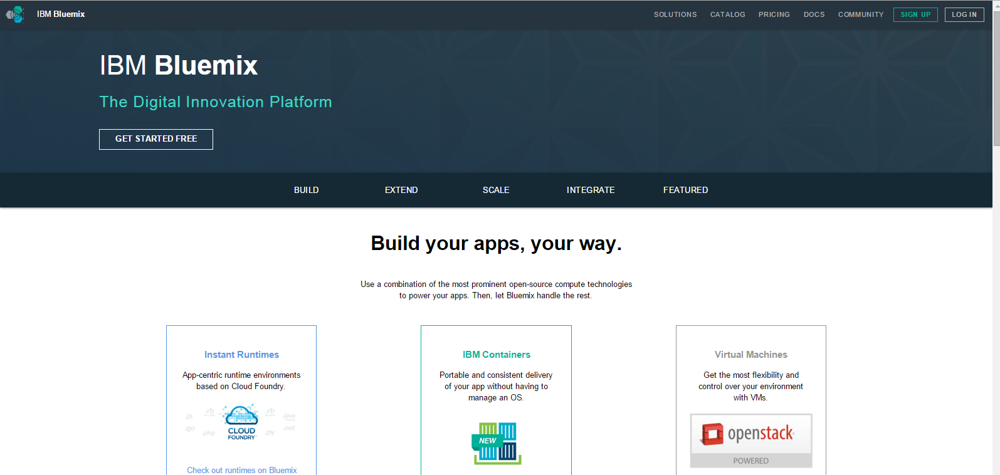 IBM Bluemix
SOLUTIONS CATALOG PRICING DOCS COMMUNITY SIGN UP LOG IN
IBM Bluemix
The Digital Innovation Platform
GET STARTED FREE
BUILD EXTEND SCALE INTEGRATE FEATURED
Build your apps, your way.
Use a combination of the most prominent open-source compute technologies
to power your apps. Then, let Bluemix handle the rest.
Instant Runtimes
App-centric runtime environments
based on Cloud Foundry.
.js .rb .rb .java
.go .php .py .net
CLOUD
FOUNDRY
Check out runtimes on Bluemix
IBM Containers
Portable and consistent delivery
of your app without having to
manage an OS.
NEW
Virtual Machines
Get the most flexibility and
control over your environment
with VMs.
openstack
POWERED